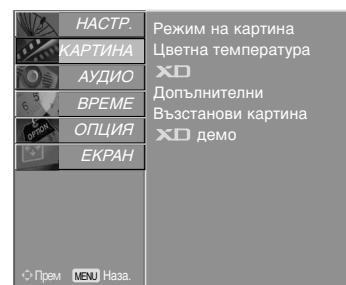 НАСТР.
КАРТИНА
АУДИО
ВРЕМЕ
ОПЦИЯ
ЕКРАН
Режим на картина
Цветна температура
XD
Допълнителни
Възстанови картина
XD демо
Прем MENU Наза.